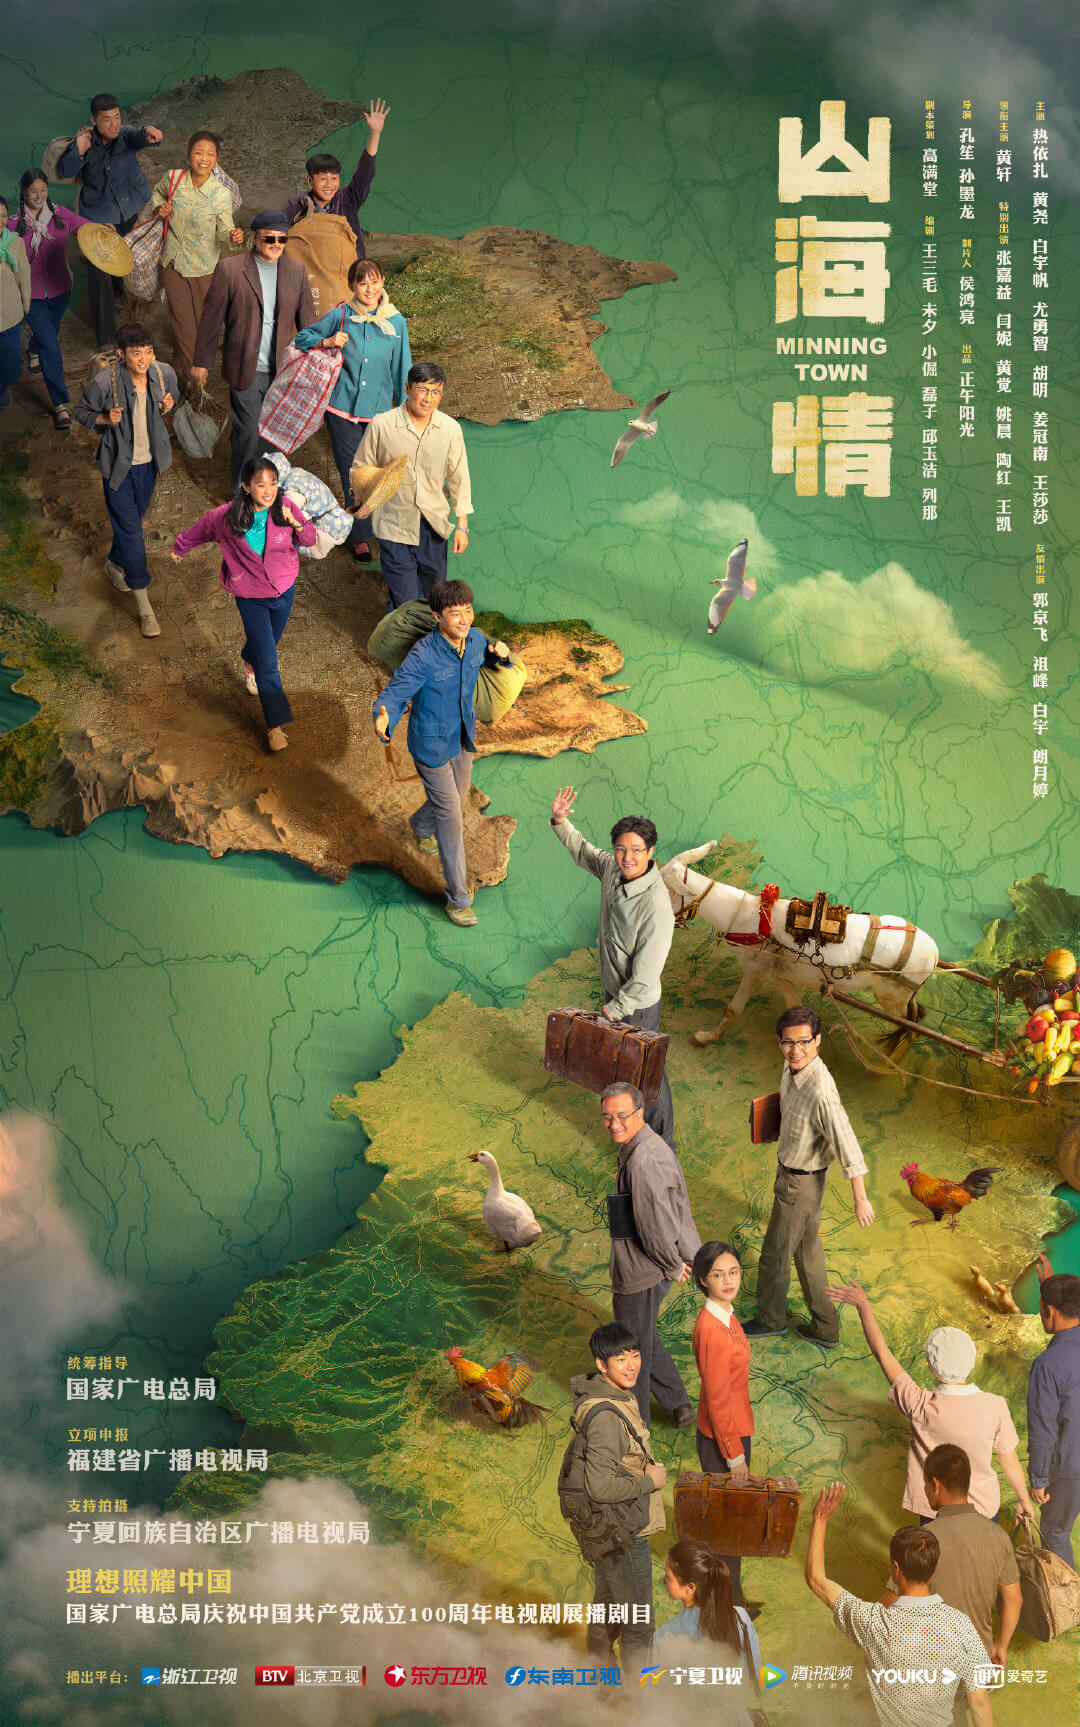 山海情
MINNING
TOWN
主演 热依扎 黄尧 白宇帆 尤勇智 胡明 姜冠南 王莎莎 友情出演 郭京飞 祖峰 白宇 朗月婷
领衔主演 黄轩 特别出演 张嘉益 闫妮 黄觉 姚晨 陶红 王凯
导演 孔笙 孙墨龙 制片人 侯鸿亮 出品 正午阳光
剧本策划 高满堂 编剧 王三毛 未夕 小倔 磊子 邱玉洁 列那
统筹指导
国家广电总局
立项申报
福建省广播电视局
支持拍摄
宁夏回族自治区广播电视局
理想照耀中国
国家广电总局庆祝中国共产党成立100周年电视剧展播剧目
播出平台： 浙江卫视 BTV 北京卫视 东方卫视 东南卫视 宁夏卫视 腾讯视频 不负好时光 YOUKU iQIYI 爱奇艺